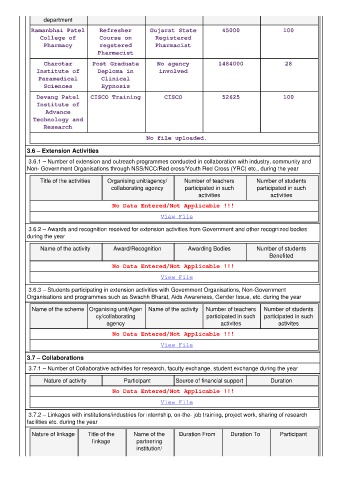 department
Ramanbhai Patel College of Pharmacy
Refresher Course on registered Pharmacist
Gujarat State Registered Pharmacist
45000
100
Charotar Institute of Paramedical Sciences
Post Graduate Diploma in Clinical Hypnosis
No agency involved
1484000
28
Devang Patel Institute of Advance Technology and Research
CISCO Training
CISCO
52625
100
No file uploaded.
3.6 – Extension Activities
3.6.1 – Number of extension and outreach programmes conducted in collaboration with industry, community and
Non- Government Organisations through NSS/NCC/Red cross/Youth Red Cross (YRC) etc., during the year
Title of the activities
Organising unit/agency/ collaborating agency
Number of teachers participated in such activities
Number of students participated in such activities
No Data Entered/Not Applicable !!!
View File
3.6.2 – Awards and recognition received for extension activities from Government and other recognized bodies
during the year
Name of the activity
Award/Recognition
Awarding Bodies
Number of students Benefited
No Data Entered/Not Applicable !!!
View File
3.6.3 – Students participating in extension activities with Government Organisations, Non-Government
Organisations and programmes such as Swachh Bharat, Aids Awareness, Gender Issue, etc. during the year
Name of the scheme
Organising unit/Agen cy/collaborating agency
Name of the activity
Number of teachers participated in such activites
Number of students participated in such activites
No Data Entered/Not Applicable !!!
View File
3.7 – Collaborations
3.7.1 – Number of Collaborative activities for research, faculty exchange, student exchange during the year
Nature of activity
Participant
Source of financial support
Duration
No Data Entered/Not Applicable !!!
View File
3.7.2 – Linkages with institutions/industries for internship, on-the- job training, project work, sharing of research
facilities etc. during the year
Nature of linkage
Title of the linkage
Name of the partnering institution/
Duration From
Duration To
Participant